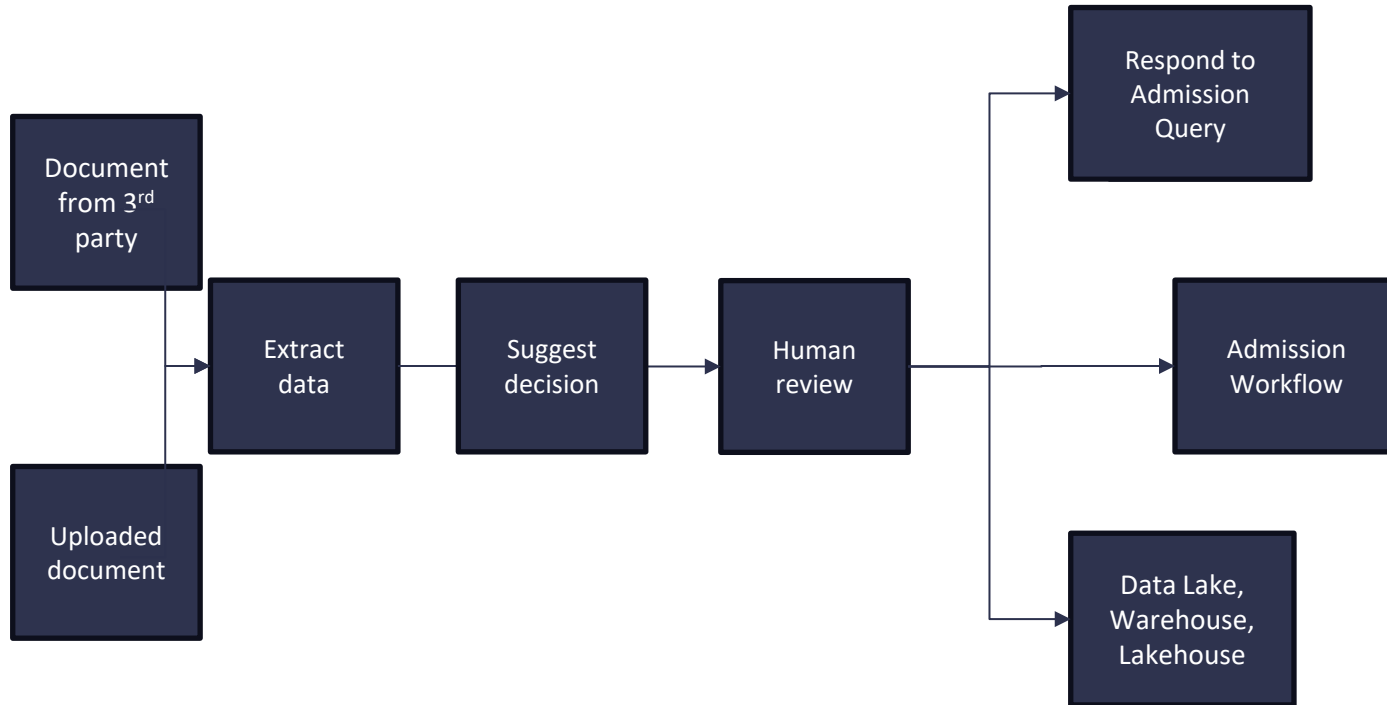 Document
from 3rd
party
Uploaded
document
Extract
data
Suggest
decision
Human
review
Respond to
Admission
Query
Admission
Workflow
Data Lake,
Warehouse,
Lakehouse